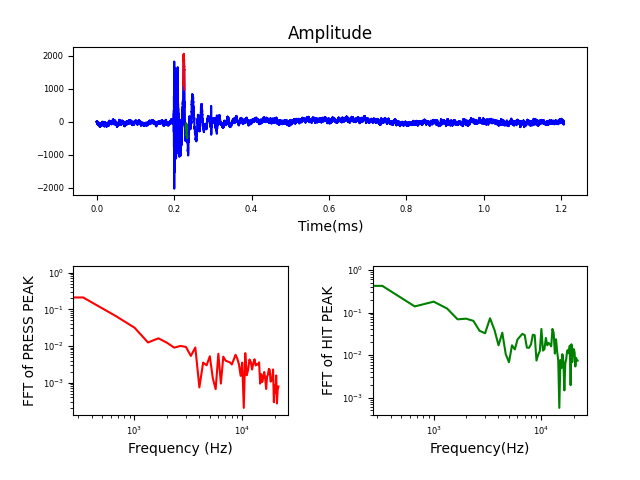 Amplitude
2000
1000
0
−1000
−2000
0.0 0.2 0.4 0.6 0.8 1.0 1.2
Time(ms)
FFT of PRESS PEAK
10⁰
10⁻¹
10⁻²
10⁻³
10³ 10⁴
Frequency (Hz)
FFT of HIT PEAK
10⁰
10⁻¹
10⁻²
10⁻³
10³ 10⁴
Frequency(Hz)